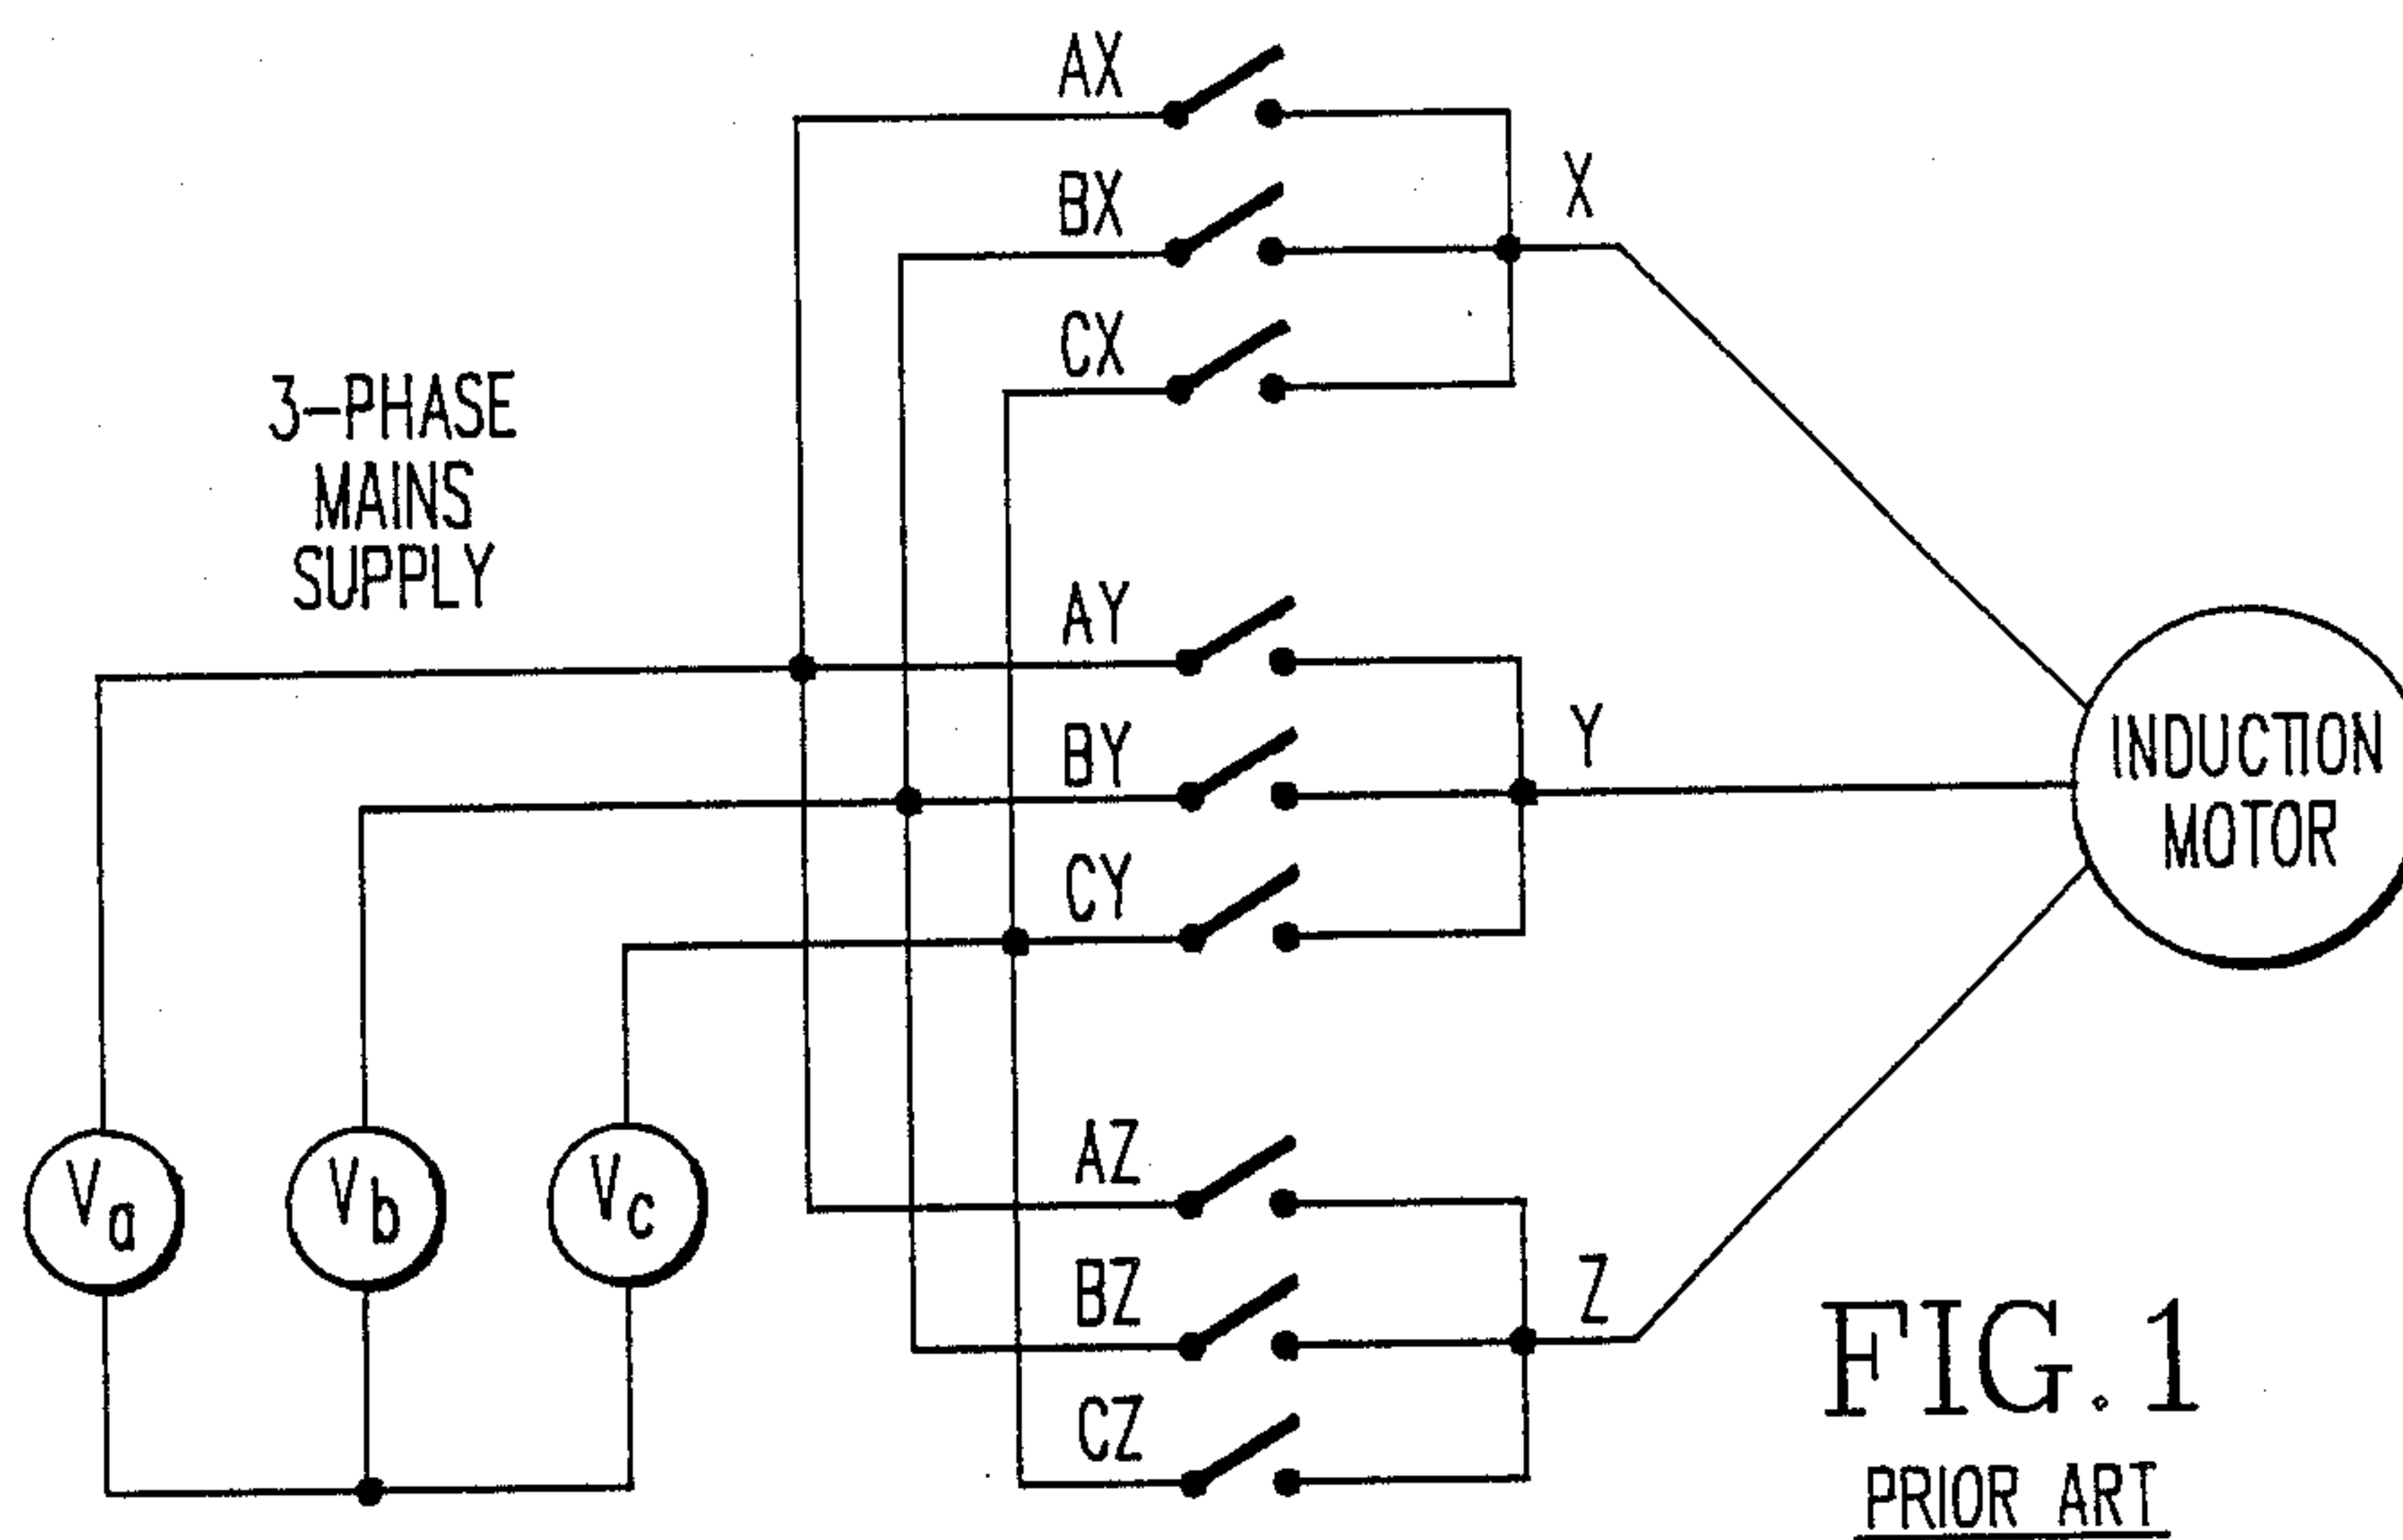 AX
BX
X
CX
3-PHASE
MAINS
SUPPLY
AY
BY
Y
CY
INDUCTION
MOTOR
AZ
Va
Vb
Vc
BZ
Z
CZ
FIG.1
PRIOR ART